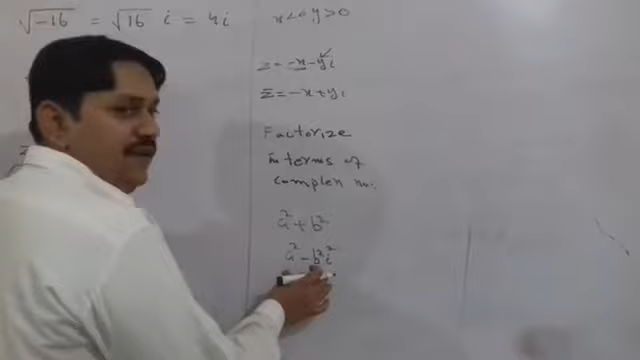 √-16 = √16 i = 4i
x<0 y>0
z = -x-yi
z̅ = -x+yi
Factorize
in terms of
complex no:
a²+b²
a²-b²i²